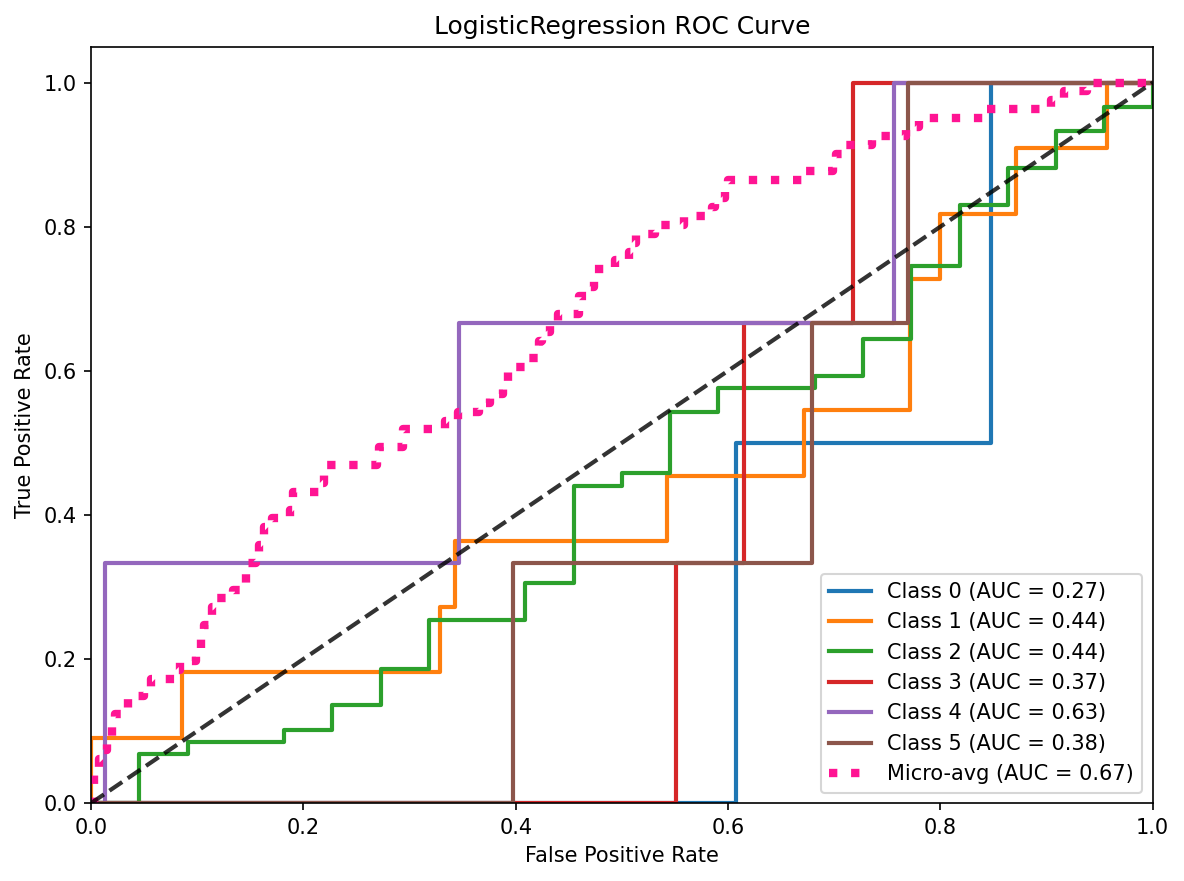 LogisticRegression ROC Curve
True Positive Rate
1.0
0.8
0.6
0.4
0.2
0.0
0.0 0.2 0.4 0.6 0.8 1.0
False Positive Rate
Class 0 (AUC = 0.27)
Class 1 (AUC = 0.44)
Class 2 (AUC = 0.44)
Class 3 (AUC = 0.37)
Class 4 (AUC = 0.63)
Class 5 (AUC = 0.38)
Micro-avg (AUC = 0.67)